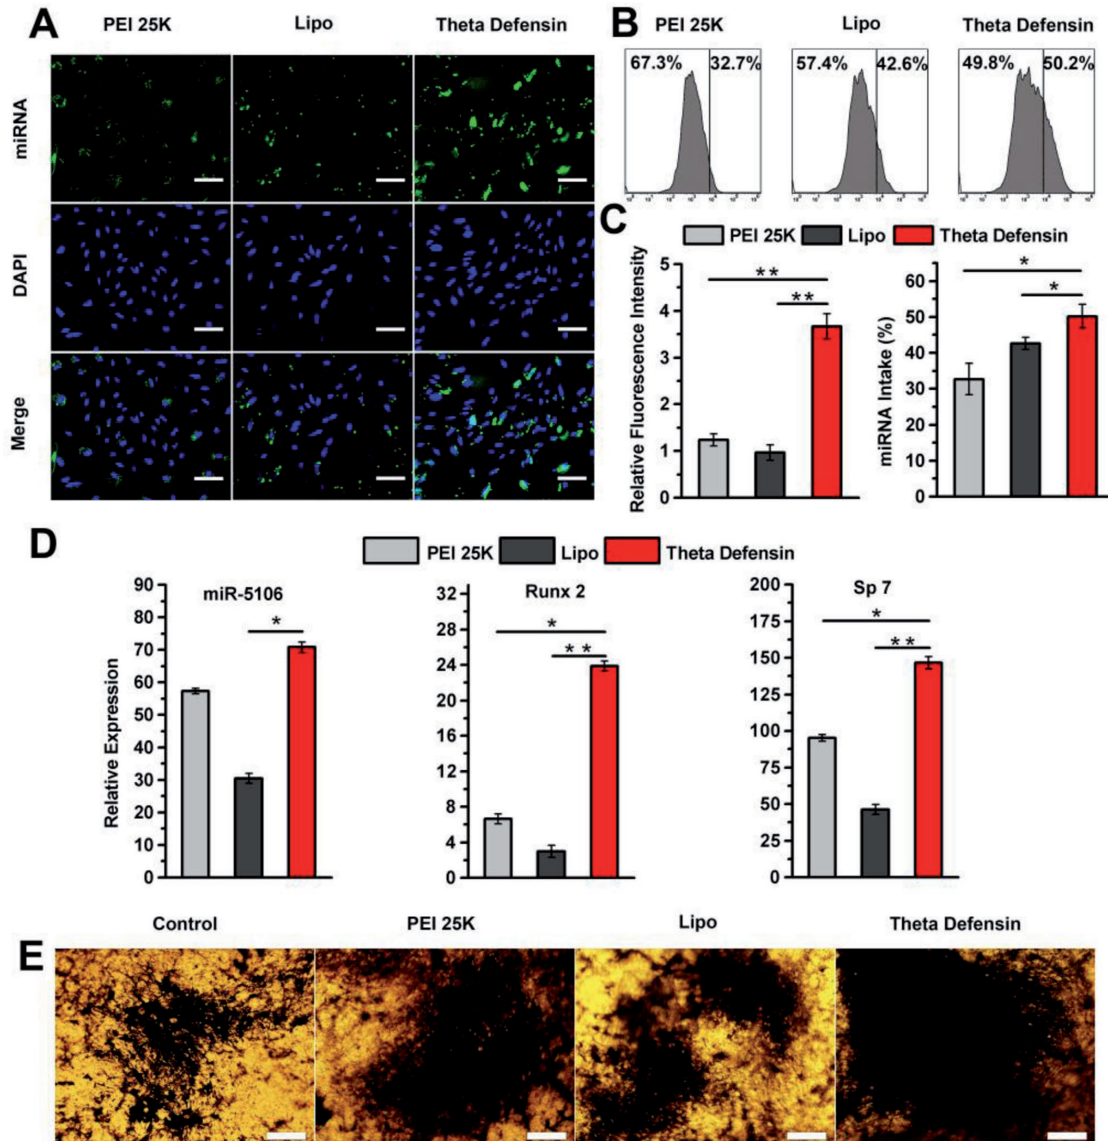 A
PEI 25K Lipo Theta Defensin
miRNA
DAPI
Merge
B
PEI 25K Lipo Theta Defensin
67.3% 32.7% 57.4% 42.6% 49.8% 50.2%
C
PEI 25K Lipo Theta Defensin
Relative Fluorescence Intensity
5
4
3
2
1
0
**
**
miRNA Intake (%)
60
50
40
30
20
10
0
*
*
D
PEI 25K Lipo Theta Defensin
Relative Expression
miR-5106
90
80
70
60
50
40
30
20
10
0
*
Runx 2
32
28
24
20
16
12
8
4
0
*
**
Sp 7
200
175
150
125
100
75
50
25
0
*
**
E
Control PEI 25K Lipo Theta Defensin